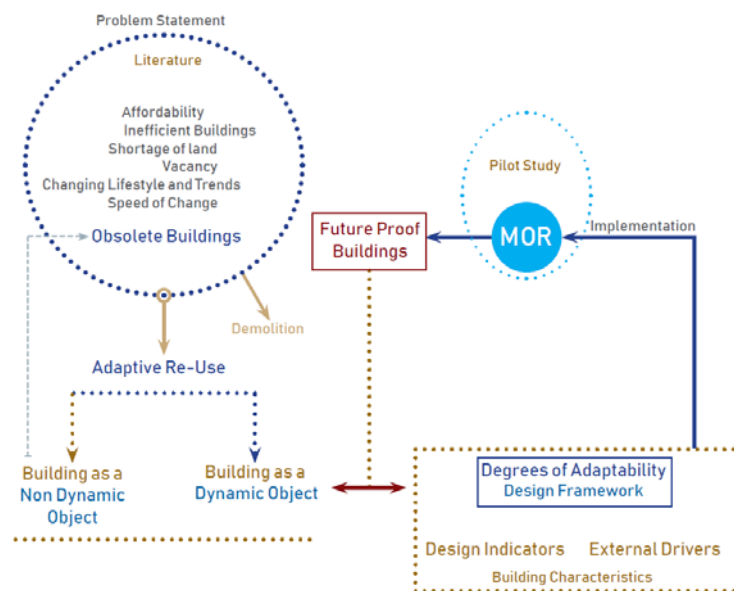 Problem Statement
Literature
Affordability
Inefficient Buildings
Shortage of land
Vacancy
Changing Lifestyle and Trends
Speed of Change
Obsolete Buildings
Demolition
Adaptive Re-Use
Building as a
Non Dynamic
Object
Building as a
Dynamic Object
Pilot Study
MOR
Implementation
Future Proof
Buildings
Degrees of Adaptability
Design Framework
Design Indicators
External Drivers
Building Characteristics